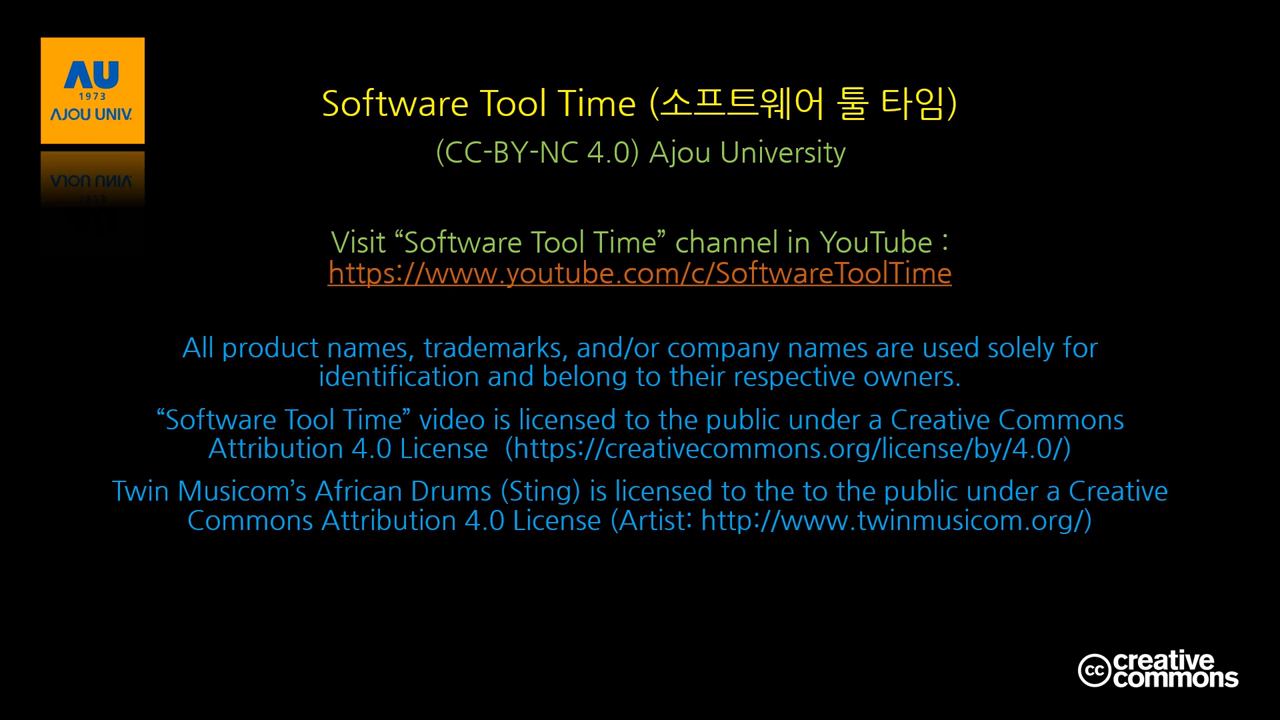 AU
1973
AJOU UNIV.
Software Tool Time (소프트웨어 툴 타임)
(CC-BY-NC 4.0) Ajou University
Visit “Software Tool Time” channel in YouTube :
https://www.youtube.com/c/SoftwareToolTime
All product names, trademarks, and/or company names are used solely for
identification and belong to their respective owners.
“Software Tool Time” video is licensed to the public under a Creative Commons
Attribution 4.0 License (https://creativecommons.org/license/by/4.0/)
Twin Musicom’s African Drums (Sting) is licensed to the to the public under a Creative
Commons Attribution 4.0 License (Artist: http://www.twinmusicom.org/)
cc creative
commons